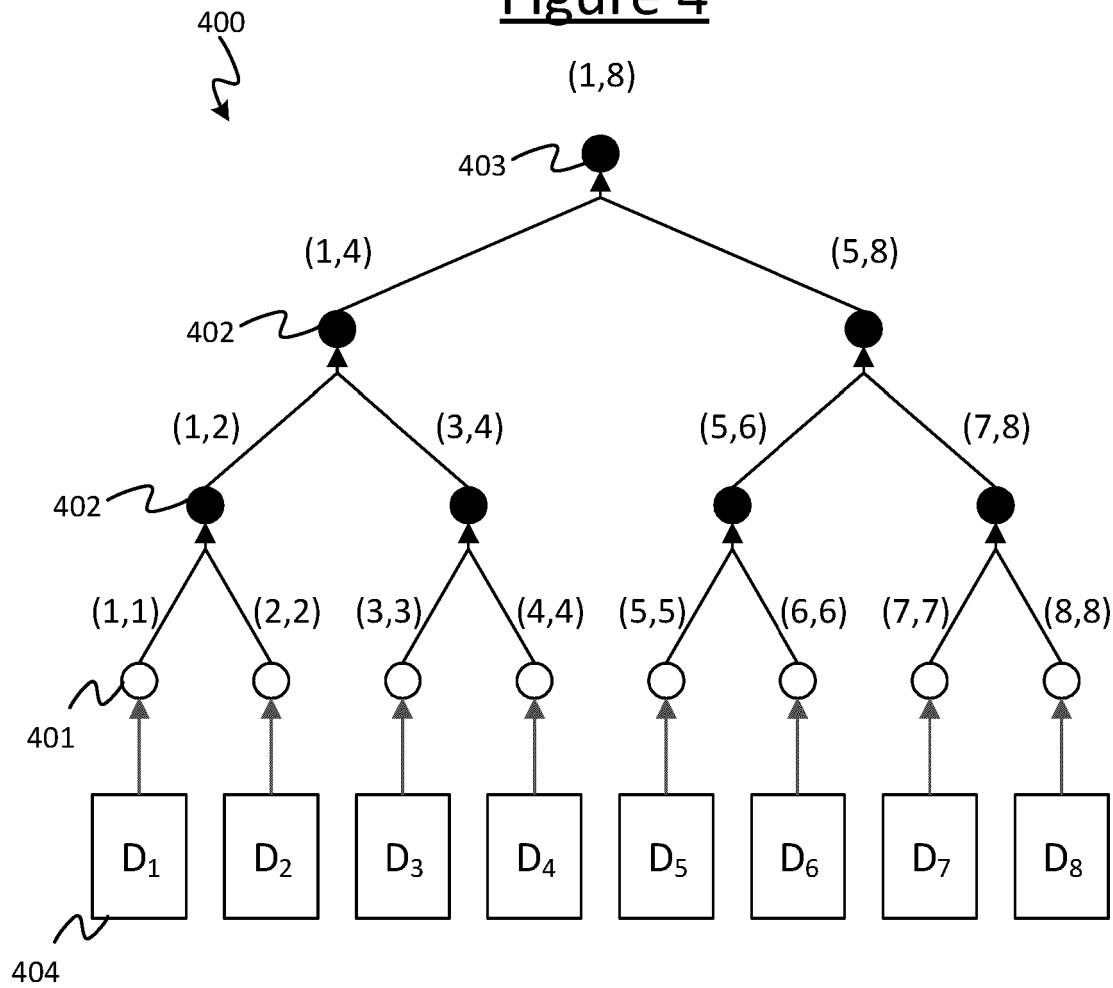 Figure 4
400
(1,8)
403
(1,4) (5,8)
402
(1,2) (3,4) (5,6) (7,8)
402
(1,1) (2,2) (3,3) (4,4) (5,5) (6,6) (7,7) (8,8)
401
D1 D2 D3 D4 D5 D6 D7 D8
404